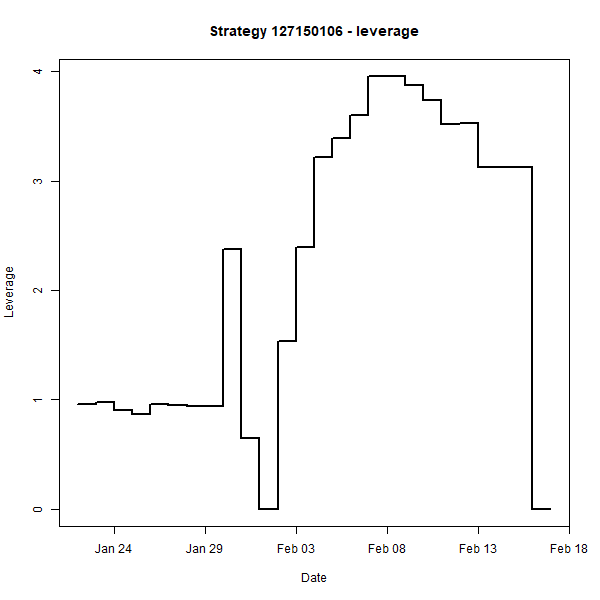 Strategy 127150106 - leverage
4
3
2
1
0
Leverage
Jan 24 Jan 29 Feb 03 Feb 08 Feb 13 Feb 18
Date